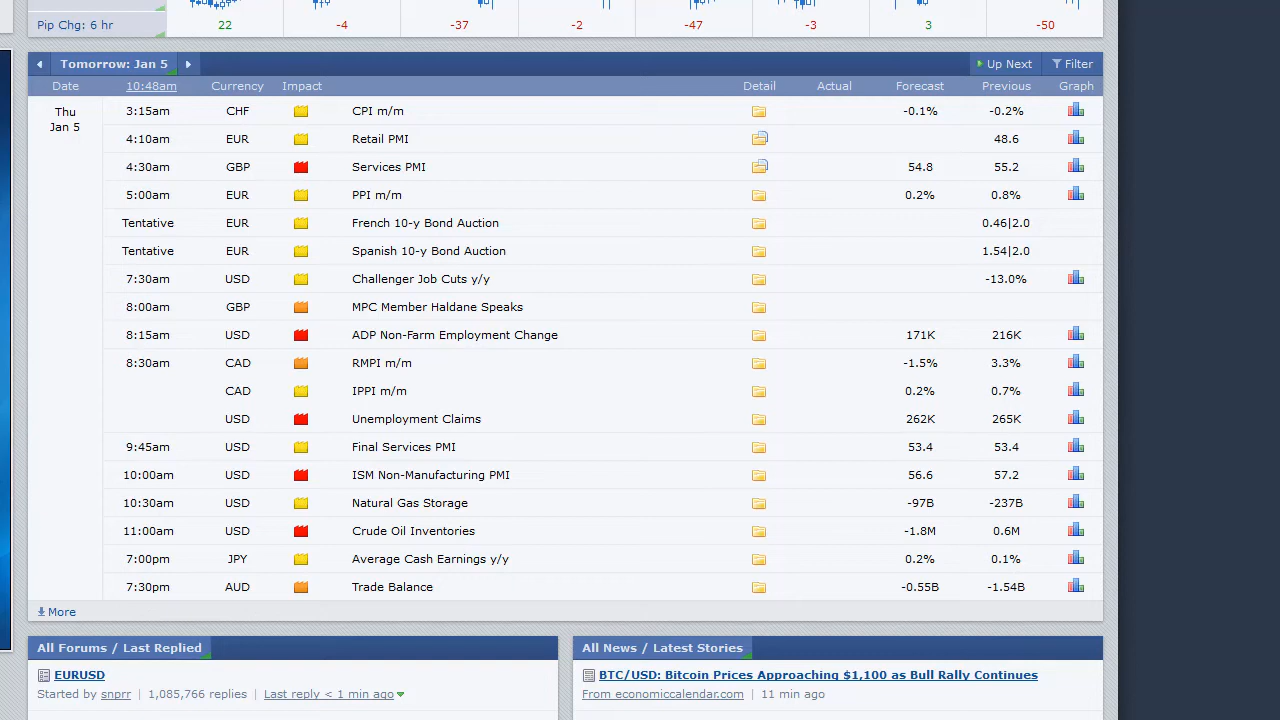 Pip Chg: 6 hr 22 -4 -37 -2 -47 -3 3 -50
Tomorrow: Jan 5 Up Next Filter
Date 10:48am Currency Impact Detail Actual Forecast Previous Graph
Thu
Jan 5
3:15am CHF CPI m/m -0.1% -0.2%
4:10am EUR Retail PMI 48.6
4:30am GBP Services PMI 54.8 55.2
5:00am EUR PPI m/m 0.2% 0.8%
Tentative EUR French 10-y Bond Auction 0.46|2.0
Tentative EUR Spanish 10-y Bond Auction 1.54|2.0
7:30am USD Challenger Job Cuts y/y -13.0%
8:00am GBP MPC Member Haldane Speaks
8:15am USD ADP Non-Farm Employment Change 171K 216K
8:30am CAD RMPI m/m -1.5% 3.3%
CAD IPPI m/m 0.2% 0.7%
USD Unemployment Claims 262K 265K
9:45am USD Final Services PMI 53.4 53.4
10:00am USD ISM Non-Manufacturing PMI 56.6 57.2
10:30am USD Natural Gas Storage -97B -237B
11:00am USD Crude Oil Inventories -1.8M 0.6M
7:00pm JPY Average Cash Earnings y/y 0.2% 0.1%
7:30pm AUD Trade Balance -0.55B -1.54B
More
All Forums / Last Replied
EURUSD
Started by snprr | 1,085,766 replies | Last reply < 1 min ago
All News / Latest Stories
BTC/USD: Bitcoin Prices Approaching $1,100 as Bull Rally Continues
From economiccalendar.com | 11 min ago